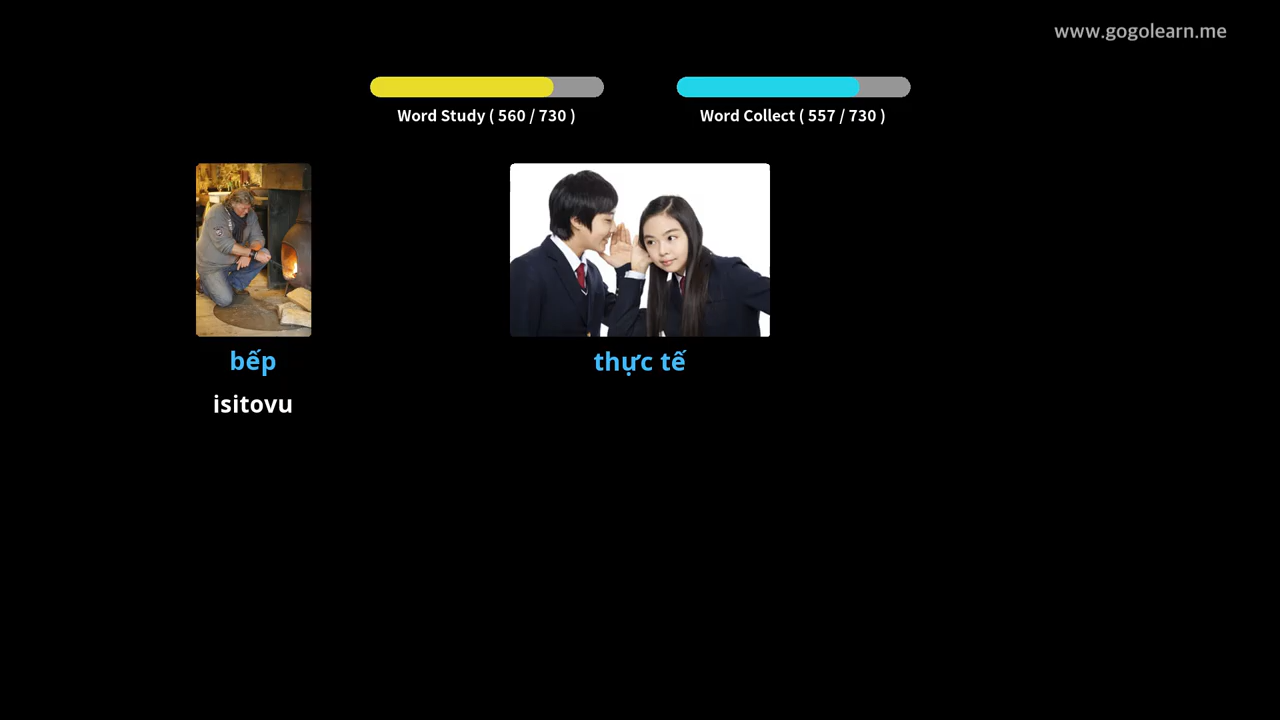 www.gogolearn.me
Word Study ( 560 / 730 )
Word Collect ( 557 / 730 )
bếp
thực tế
isitovu